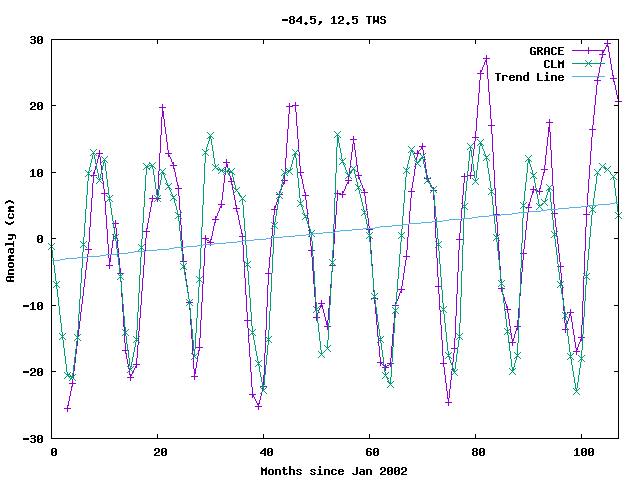 -84.5, 12.5 TWS
GRACE
CLM
Trend Line
30
20
10
0
-10
-20
-30
Anomaly (cm)
0 20 40 60 80 100
Months since Jan 2002